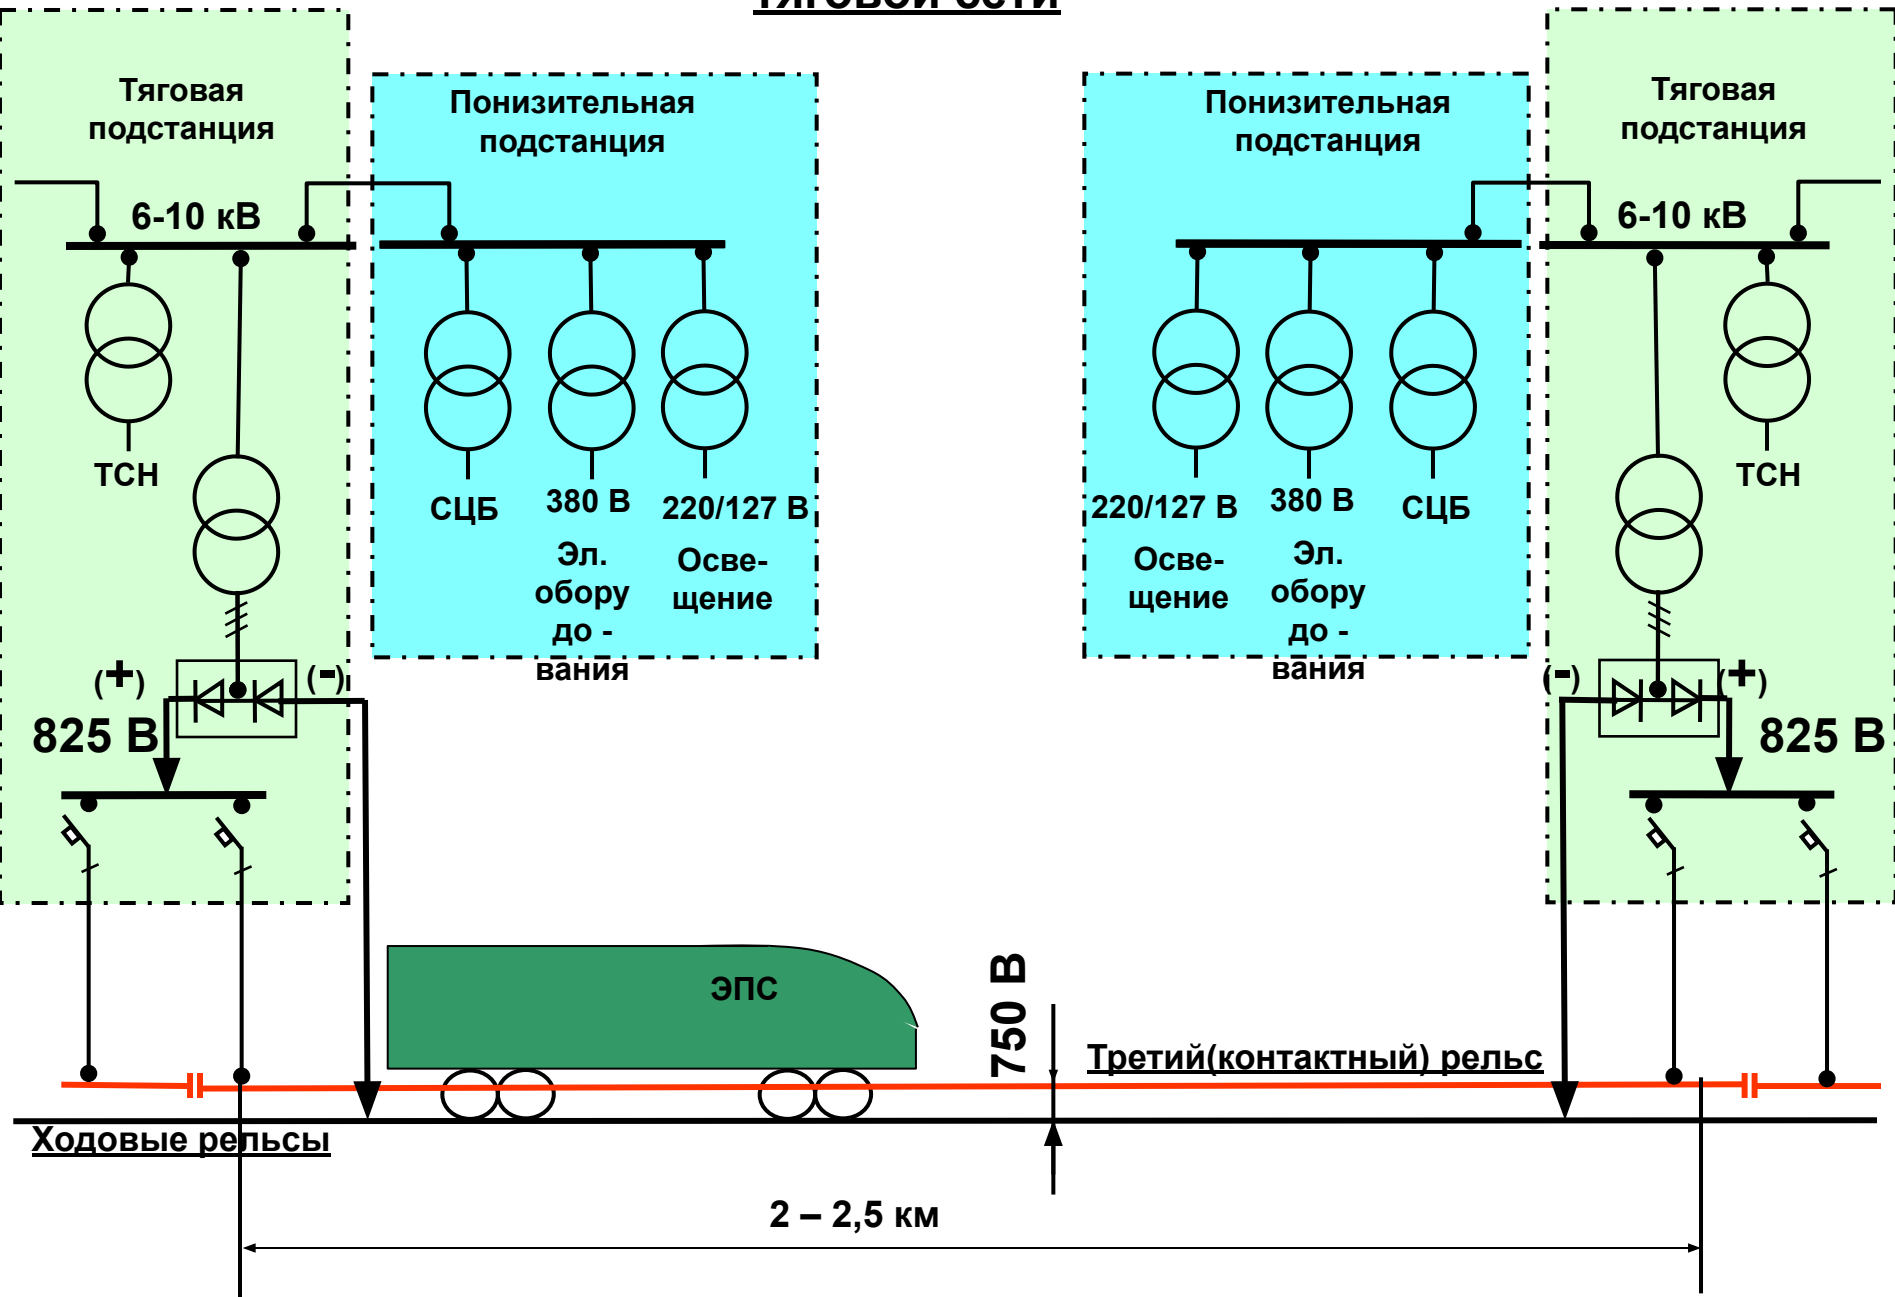 тяговой сети
Тяговая
подстанция
Понизительная
подстанция
Понизительная
подстанция
Тяговая
подстанция
6-10 кВ
6-10 кВ
ТСН
СЦБ
380 В
220/127 В
Эл.
обору
до -
вания
Осве-
щение
220/127 В
380 В
СЦБ
Осве-
щение
Эл.
обору
до -
вания
ТСН
(+)
(-)
825 В
(-)
(+)
825 В
ЭПС
750 В
Третий(контактный) рельс
Ходовые рельсы
2 – 2,5 км